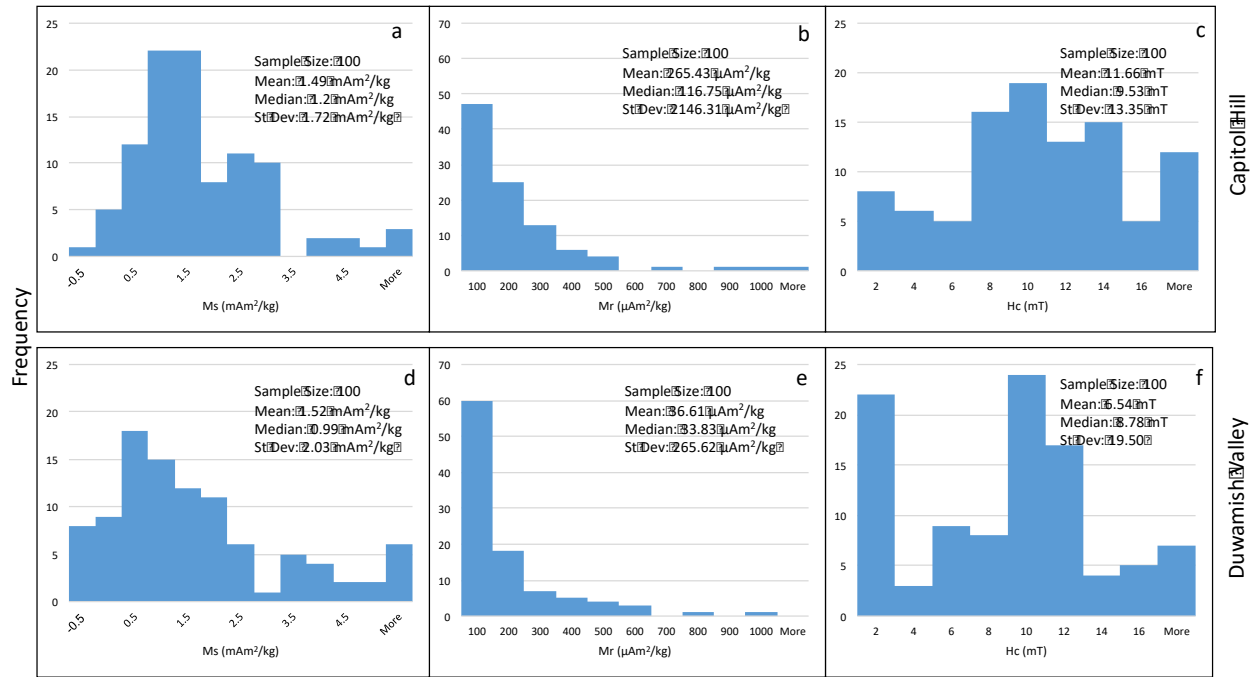 Frequency
a
Sample⍰Size:⍰100
Mean:⍰1.49⍰mAm²/kg
Median:⍰1.2⍰mAm²/kg
St⍰Dev:⍰1.72⍰mAm²/kg⍰
25
20
15
10
5
0
-0.5 0.5 1.5 2.5 3.5 4.5 More
Ms (mAm²/kg)
b
Sample⍰Size:⍰100
Mean:⍰265.43⍰µAm²/kg
Median:⍰116.75⍰µAm²/kg
St⍰Dev:⍰2146.31⍰µAm²/kg⍰
70
60
50
40
30
20
10
0
100 200 300 400 500 600 700 800 900 1000 More
Mr (µAm²/kg)
c
Sample⍰Size:⍰100
Mean:⍰11.66⍰mT
Median:⍰9.53⍰mT
St⍰Dev:⍰13.35⍰mT
25
20
15
10
5
0
2 4 6 8 10 12 14 16 More
Hc (mT)
Capitol⍰Hill
d
Sample⍰Size:⍰100
Mean:⍰1.52⍰mAm²/kg
Median:⍰0.99⍰mAm²/kg
St⍰Dev:⍰2.03⍰mAm²/kg⍰
25
20
15
10
5
0
-0.5 0.5 1.5 2.5 3.5 4.5 More
Ms (mAm²/kg)
e
Sample⍰Size:⍰100
Mean:⍰36.61⍰µAm²/kg
Median:⍰33.83⍰µAm²/kg
St⍰Dev:⍰265.62⍰µAm²/kg⍰
70
60
50
40
30
20
10
0
100 200 300 400 500 600 700 800 900 1000 More
Mr (µAm²/kg)
f
Sample⍰Size:⍰100
Mean:⍰6.54⍰mT
Median:⍰8.78⍰mT
St⍰Dev:⍰19.50⍰
25
20
15
10
5
0
2 4 6 8 10 12 14 16 More
Hc (mT)
Duwamish⍰Valley